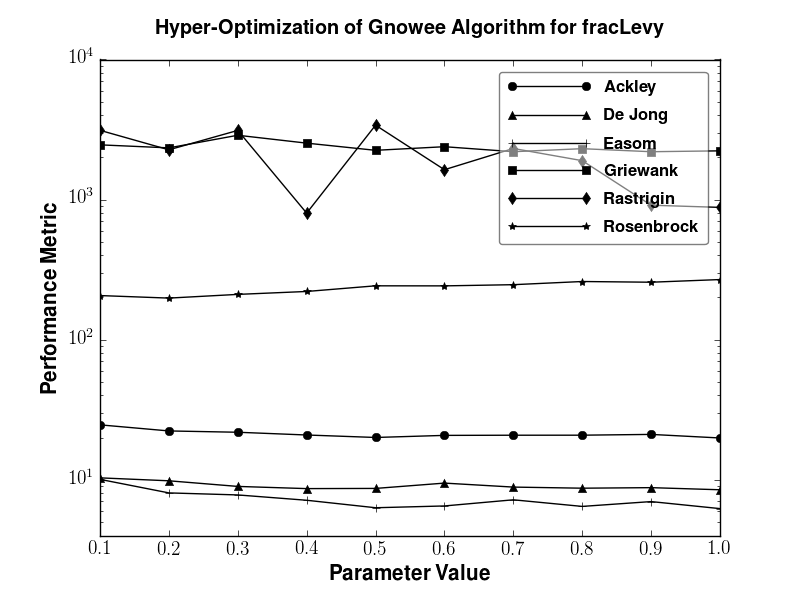 Hyper-Optimization of Gnowee Algorithm for fracLevy
10^4
10^3
10^2
10^1
Performance Metric
Ackley
De Jong
Easom
Griewank
Rastrigin
Rosenbrock
0.1 0.2 0.3 0.4 0.5 0.6 0.7 0.8 0.9 1.0
Parameter Value